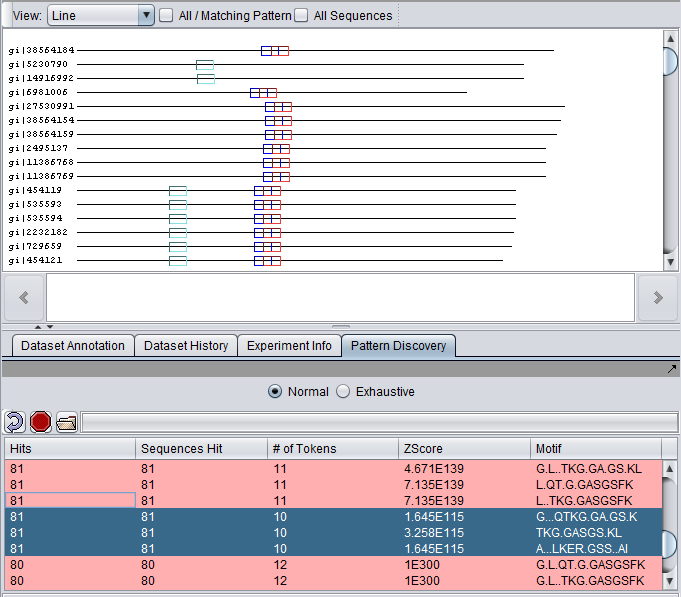 View: Line All / Matching Pattern All Sequences
gi|38564184
gi|5230790
gi|14916992
gi|6981006
gi|27530991
gi|38564154
gi|38564159
gi|2495137
gi|11386768
gi|11386769
gi|454119
gi|535593
gi|535594
gi|2232182
gi|729659
gi|454121
Dataset Annotation Dataset History Experiment Info Pattern Discovery
Normal Exhaustive
Hits Sequences Hit # of Tokens ZScore Motif
81 81 11 4.671E139 G.L..TKG.GA.GS.KL
81 81 11 7.135E139 L.QT.G.GASGSFK
81 81 11 7.135E139 L..TKG.GASGSFK
81 81 10 1.645E115 G...QTKG.GA.GS.K
81 81 10 3.258E115 TKG.GASGS.KL
81 81 10 1.645E115 A...LKER.GSS..AI
80 80 12 1E300 G.L.QT.G.GASGSFK
80 80 12 1E300 G.L..TKG.GASGSFK